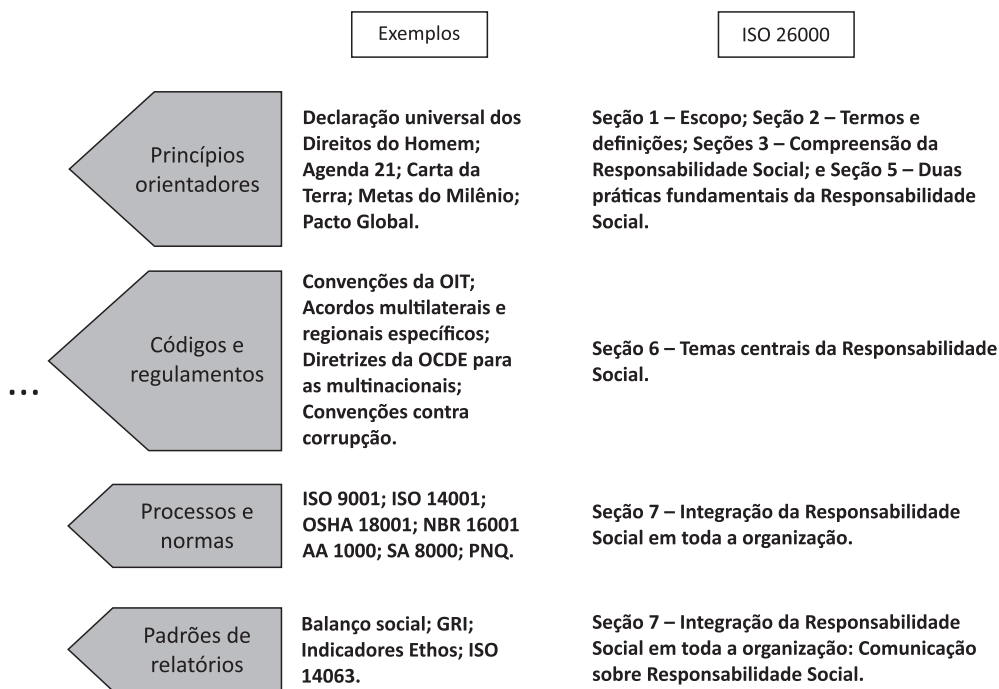 Exemplos
ISO 26000
Princípios
orientadores
Declaração universal dos
Direitos do Homem;
Agenda 21; Carta da
Terra; Metas do Milênio;
Pacto Global.
Seção 1 – Escopo; Seção 2 – Termos e
definições; Seções 3 – Compreensão da
Responsabilidade Social; e Seção 5 – Duas
práticas fundamentais da Responsabilidade
Social.
...
Códigos e
regulamentos
Convenções da OIT;
Acordos multilaterais e
regionais específicos;
Diretrizes da OCDE para
as multinacionais;
Convenções contra
corrupção.
Seção 6 – Temas centrais da Responsabilidade
Social.
Processos e
normas
ISO 9001; ISO 14001;
OSHA 18001; NBR 16001
AA 1000; SA 8000; PNQ.
Seção 7 – Integração da Responsabilidade
Social em toda a organização.
Padrões de
relatórios
Balanço social; GRI;
Indicadores Ethos; ISO
14063.
Seção 7 – Integração da Responsabilidade
Social em toda a organização: Comunicação
sobre Responsabilidade Social.